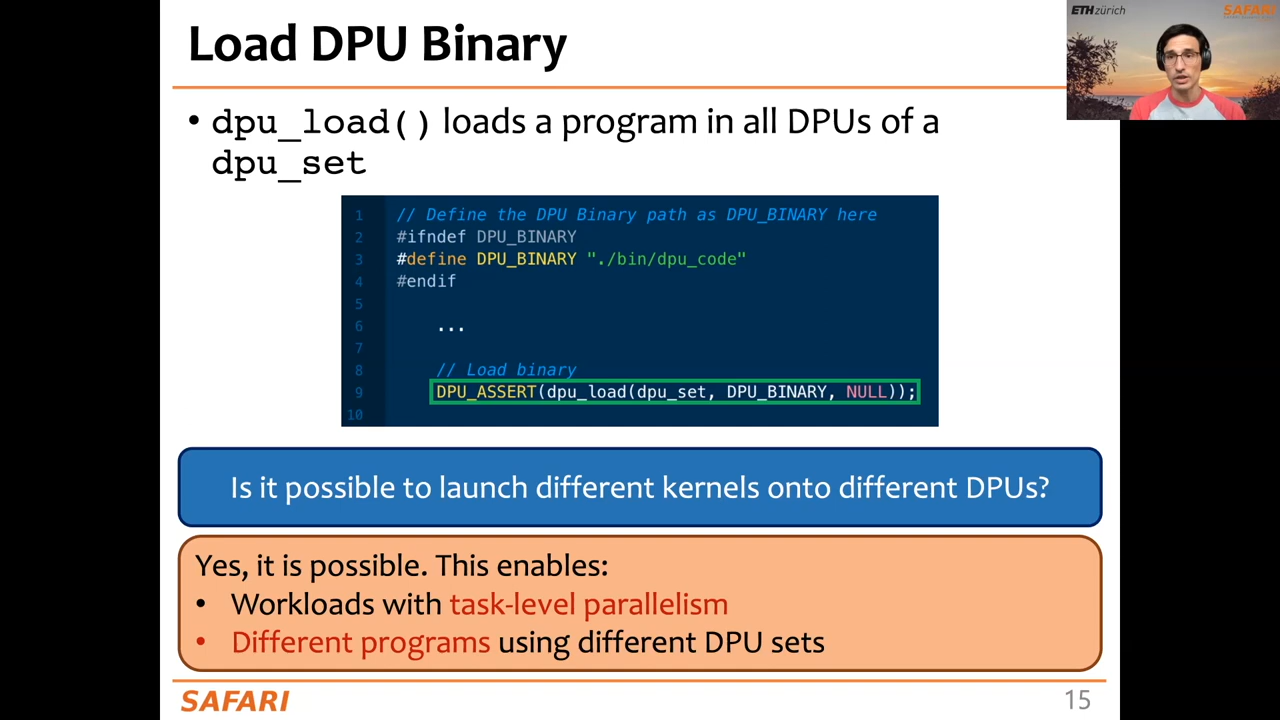 Load DPU Binary
ETH zürich
SAFARI
• dpu_load() loads a program in all DPUs of a
dpu_set
1 // Define the DPU Binary path as DPU_BINARY here
2 #ifndef DPU_BINARY
3 #define DPU_BINARY "./bin/dpu_code"
4 #endif
5
6 ...
7
8 // Load binary
9 DPU_ASSERT(dpu_load(dpu_set, DPU_BINARY, NULL));
10
Is it possible to launch different kernels onto different DPUs?
Yes, it is possible. This enables:
• Workloads with task-level parallelism
• Different programs using different DPU sets
SAFARI
15